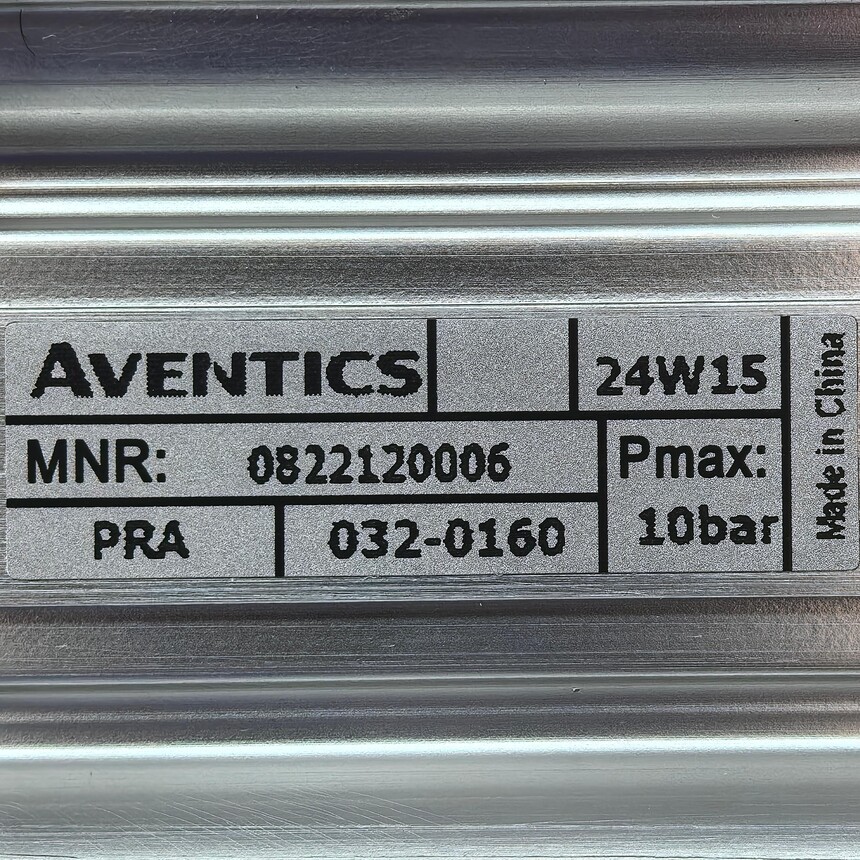 AVENTICS
24W15
MNR: 0822120006
Pmax:
10bar
PRA
032-0160
Made in China